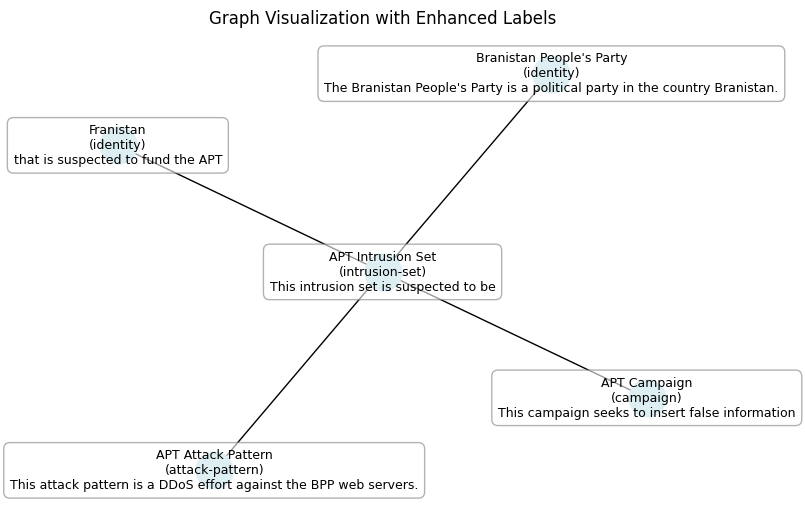 Graph Visualization with Enhanced Labels
Branistan People's Party
(identity)
The Branistan People's Party is a political party in the country Branistan.
Franistan
(identity)
that is suspected to fund the APT
APT Intrusion Set
(intrusion-set)
This intrusion set is suspected to be
APT Campaign
(campaign)
This campaign seeks to insert false information
APT Attack Pattern
(attack-pattern)
This attack pattern is a DDoS effort against the BPP web servers.